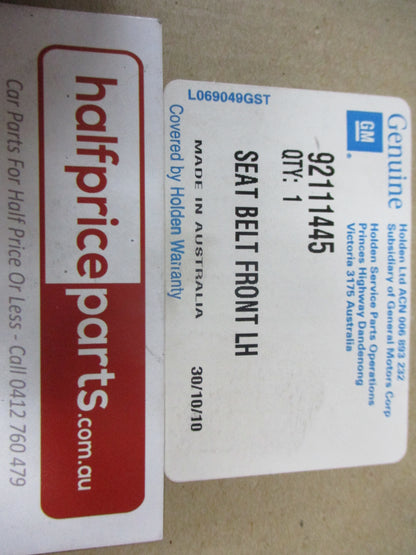 halfpriceparts.com.au
Car Parts For Half Price Or Less - Call 0412 760 479
Genuine
GM
®
Holden Ltd ACN 006 893 232
Subsidiary of General Motors Corp
Holden Service Parts Operations
Princes Highway Dandenong
Victoria 3175 Australia
92111445
QTY: 1
SEAT BELT FRONT LH
MADE IN AUSTRALIA 30/10/10
Covered by Holden Warranty
L069049GST